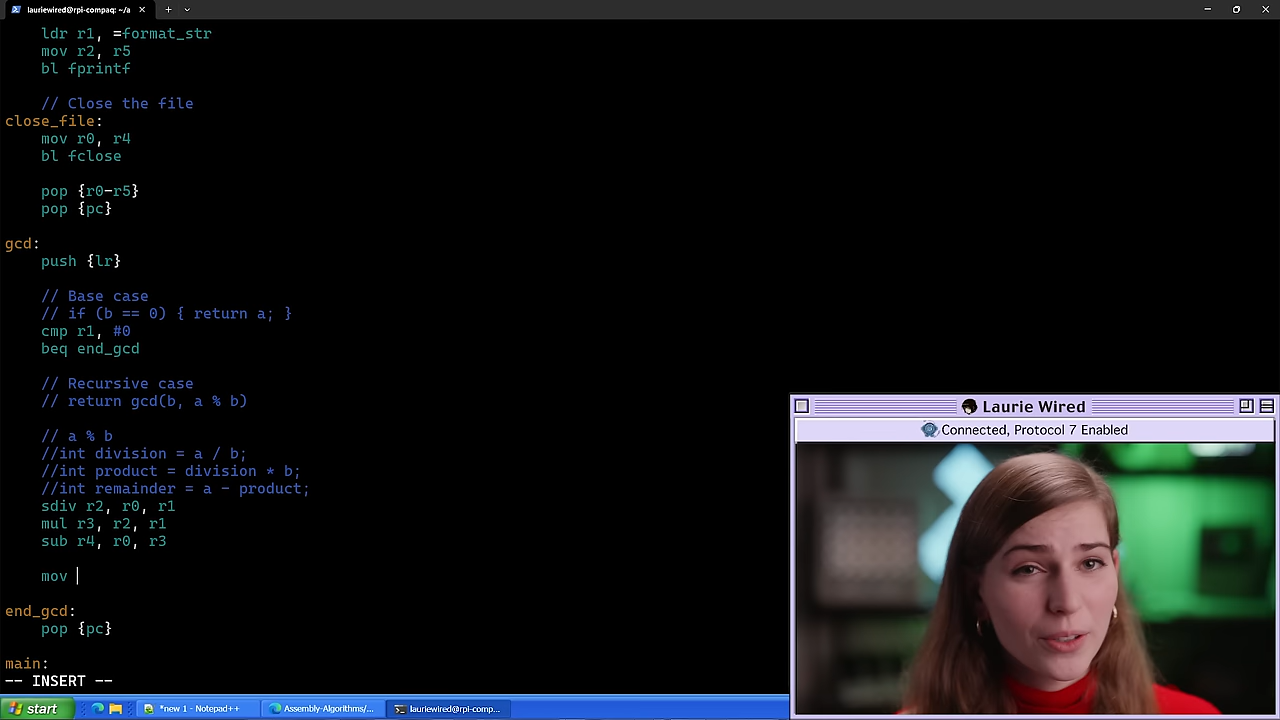 lauriewired@rpi-compaq: ~/a
ldr r1, =format_str
mov r2, r5
bl fprintf
// Close the file
close_file:
mov r0, r4
bl fclose
pop {r0-r5}
pop {pc}
gcd:
push {lr}
// Base case
// if (b == 0) { return a; }
cmp r1, #0
beq end_gcd
// Recursive case
// return gcd(b, a % b)
// a % b
//int division = a / b;
//int product = division * b;
//int remainder = a - product;
sdiv r2, r0, r1
mul r3, r2, r1
sub r4, r0, r3
mov
end_gcd:
pop {pc}
main:
-- INSERT --
Laurie Wired
Connected, Protocol 7 Enabled
start
*new 1 - Notepad++
Assembly-Algorithms/...
lauriewired@rpi-comp...